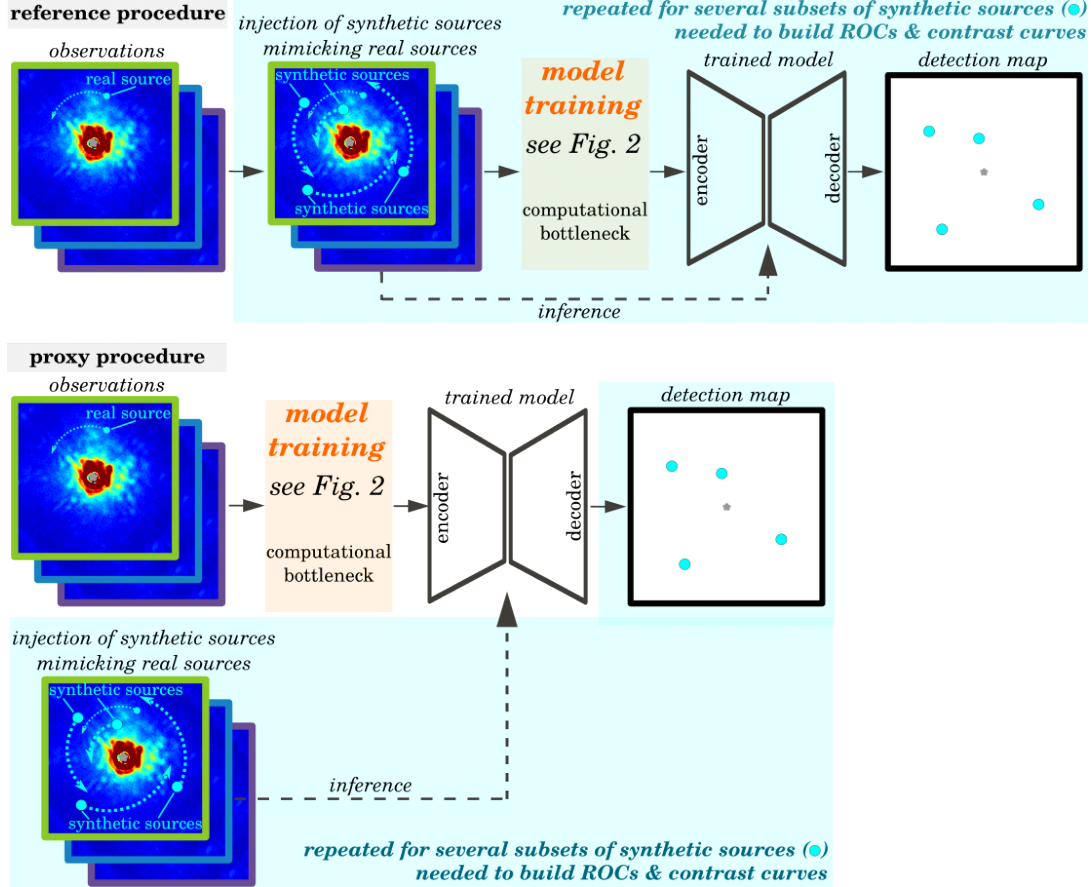 reference procedure
observations
real source
injection of synthetic sources
mimicking real sources
synthetic sources
synthetic sources
repeated for several subsets of synthetic sources ( )
needed to build ROCs & contrast curves
model
training
see Fig. 2
computational
bottleneck
trained model
encoder
decoder
detection map
inference
proxy procedure
observations
real source
model
training
see Fig. 2
computational
bottleneck
trained model
encoder
decoder
detection map
injection of synthetic sources
mimicking real sources
synthetic sources
synthetic sources
inference
repeated for several subsets of synthetic sources ( )
needed to build ROCs & contrast curves